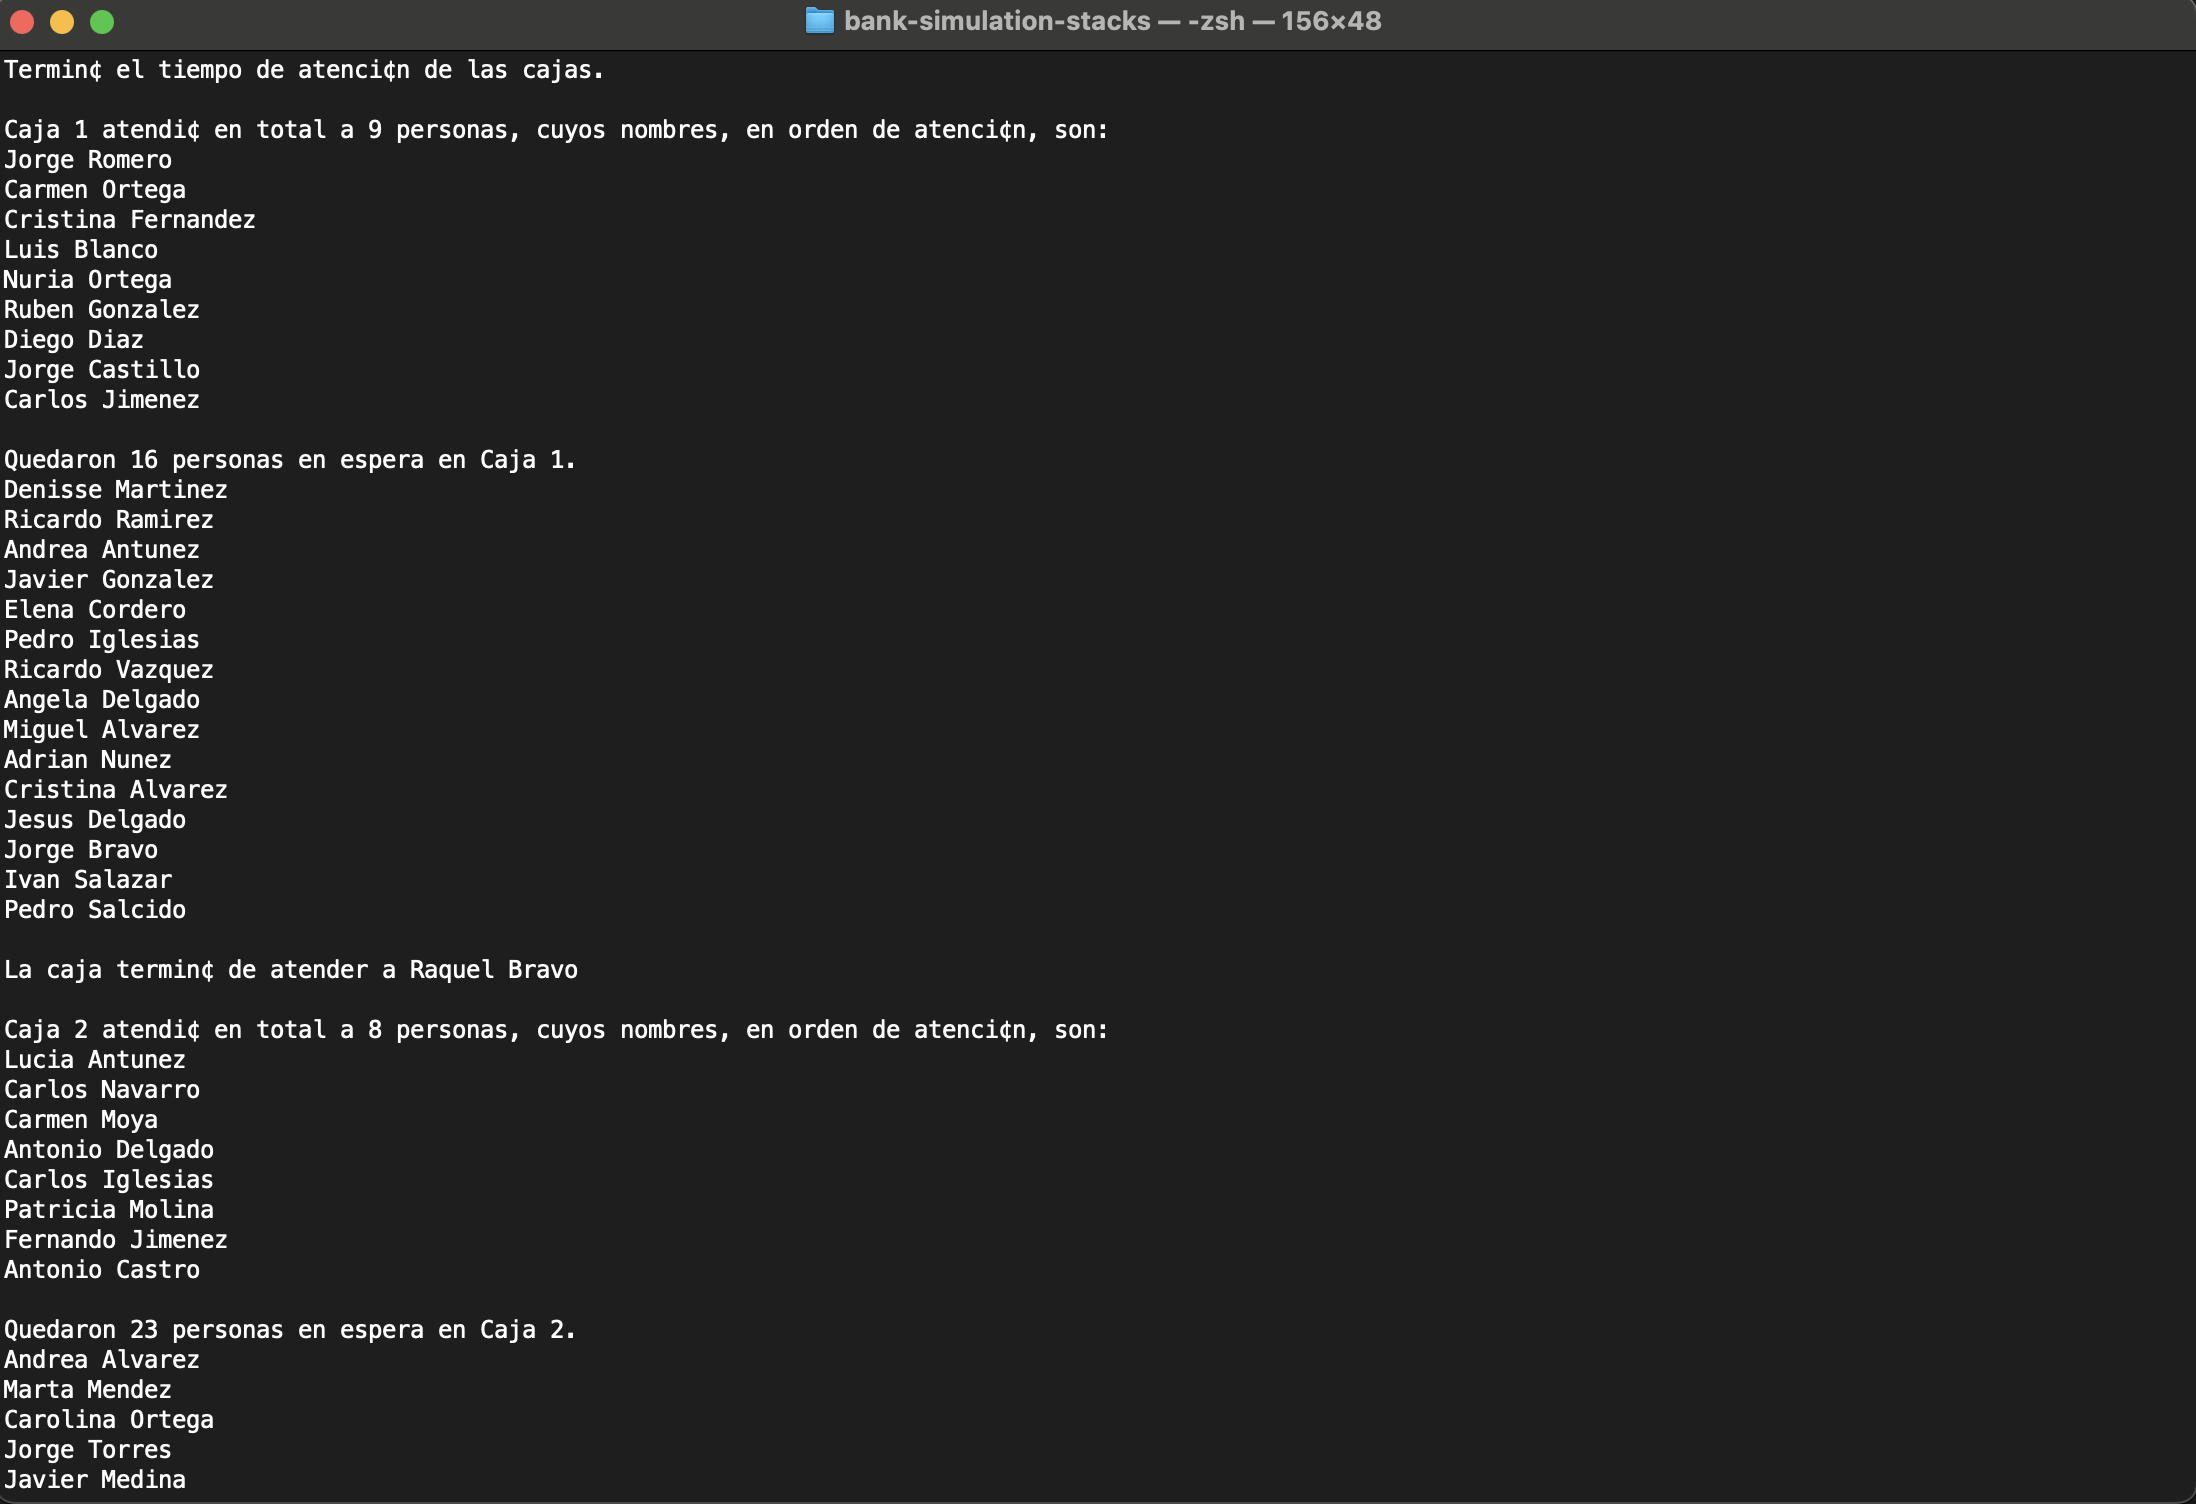 bank-simulation-stacks — -zsh — 156×48
Termin¢ el tiempo de atenci¢n de las cajas.
Caja 1 atendi¢ en total a 9 personas, cuyos nombres, en orden de atenci¢n, son:
Jorge Romero
Carmen Ortega
Cristina Fernandez
Luis Blanco
Nuria Ortega
Ruben Gonzalez
Diego Diaz
Jorge Castillo
Carlos Jimenez
Quedaron 16 personas en espera en Caja 1.
Denisse Martinez
Ricardo Ramirez
Andrea Antunez
Javier Gonzalez
Elena Cordero
Pedro Iglesias
Ricardo Vazquez
Angela Delgado
Miguel Alvarez
Adrian Nunez
Cristina Alvarez
Jesus Delgado
Jorge Bravo
Ivan Salazar
Pedro Salcido
La caja termin¢ de atender a Raquel Bravo
Caja 2 atendi¢ en total a 8 personas, cuyos nombres, en orden de atenci¢n, son:
Lucia Antunez
Carlos Navarro
Carmen Moya
Antonio Delgado
Carlos Iglesias
Patricia Molina
Fernando Jimenez
Antonio Castro
Quedaron 23 personas en espera en Caja 2.
Andrea Alvarez
Marta Mendez
Carolina Ortega
Jorge Torres
Javier Medina